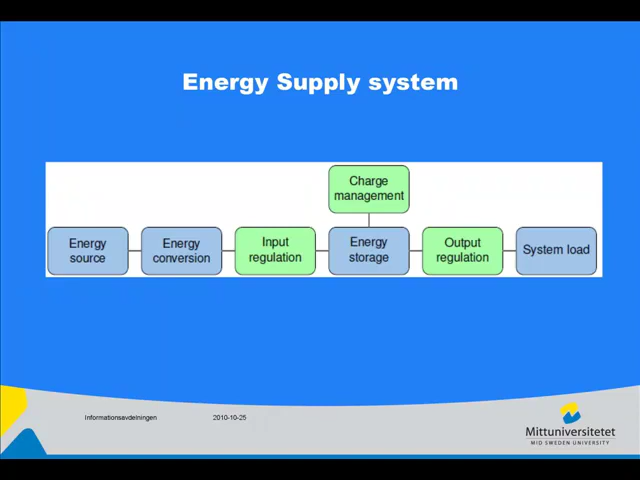 Energy Supply system
Charge
management
Energy
source
Energy
conversion
Input
regulation
Energy
storage
Output
regulation
System load
Informationsavdelningen
2010-10-25
Mittuniversitetet
MID SWEDEN UNIVERSITY